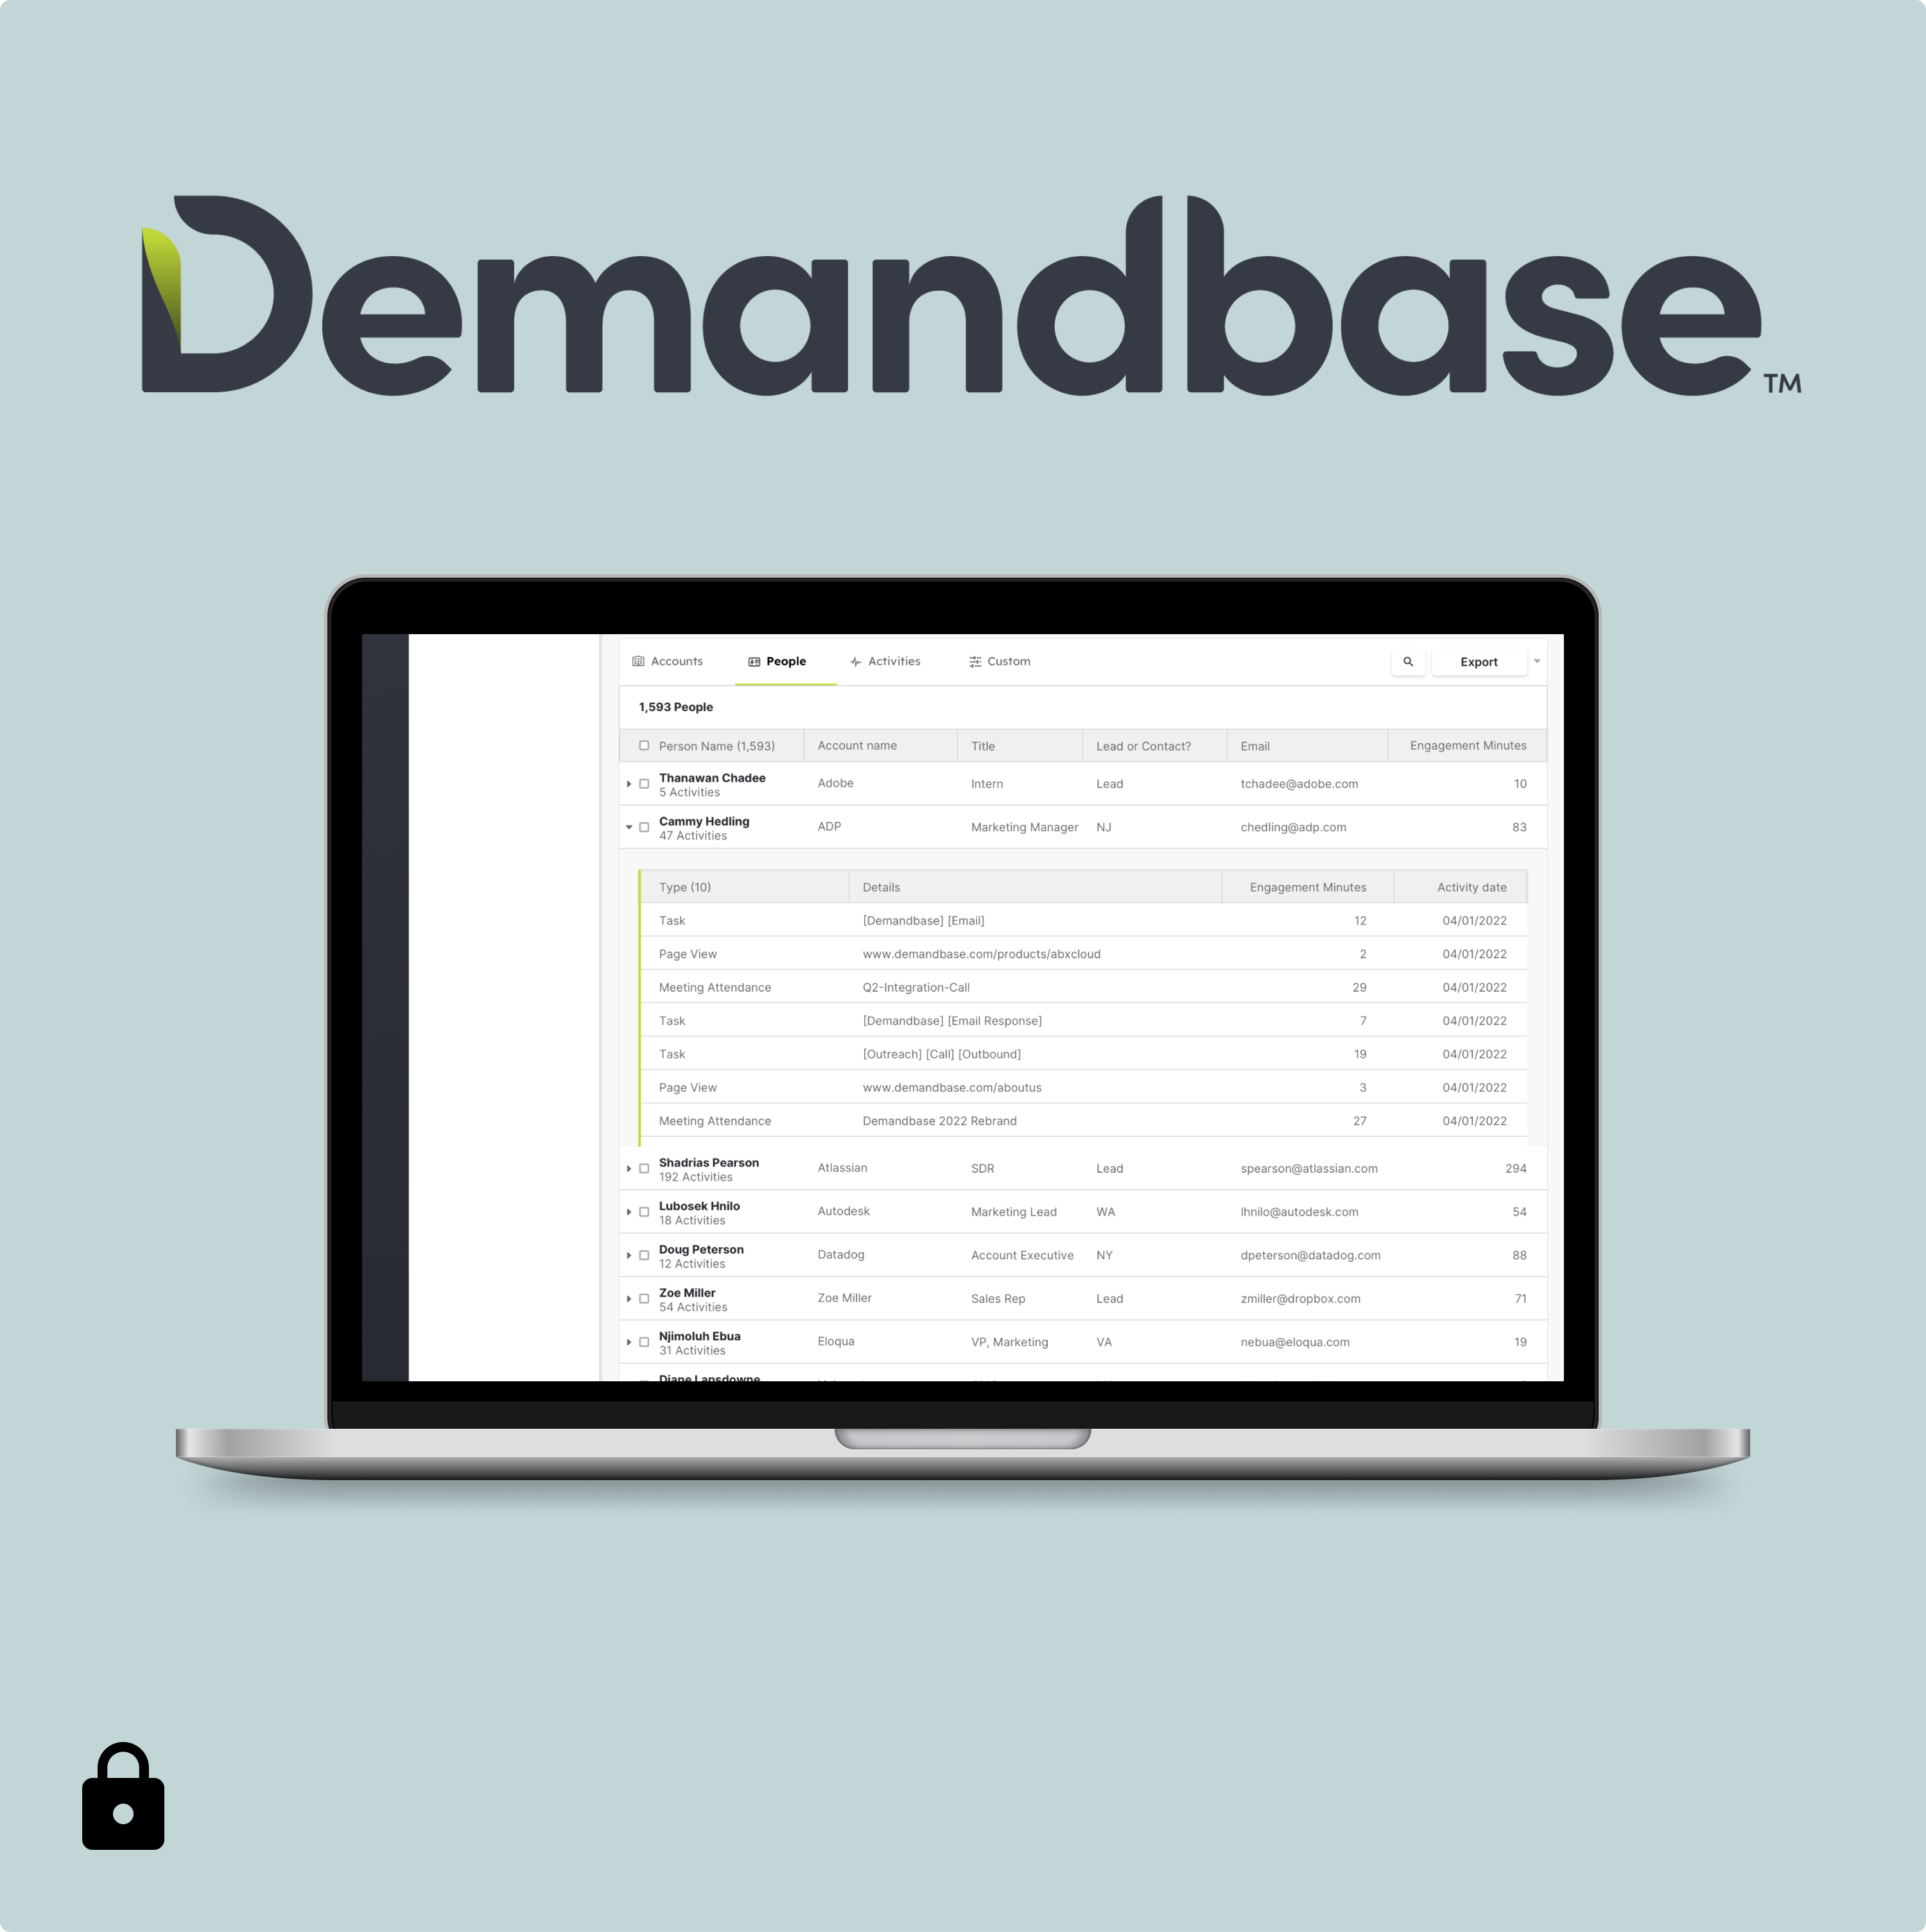 Demandbase TM
Accounts People Activities Custom Export
1,593 People
Person Name (1,593) Account name Title Lead or Contact? Email Engagement Minutes
Thanawan Chadee Adobe Intern Lead tchadee@adobe.com 10
5 Activities
Cammy Hedling ADP Marketing Manager NJ chedling@adp.com 83
47 Activities
Type (10) Details Engagement Minutes Activity date
Task [Demandbase] [Email] 12 04/01/2022
Page View www.demandbase.com/products/abxcloud 2 04/01/2022
Meeting Attendance Q2-Integration-Call 29 04/01/2022
Task [Demandbase] [Email Response] 7 04/01/2022
Task [Outreach] [Call] [Outbound] 19 04/01/2022
Page View www.demandbase.com/aboutus 3 04/01/2022
Meeting Attendance Demandbase 2022 Rebrand 27 04/01/2022
Shadrias Pearson Atlassian SDR Lead spearson@atlassian.com 294
192 Activities
Lubosek Hnilo Autodesk Marketing Lead WA lhnilo@autodesk.com 54
18 Activities
Doug Peterson Datadog Account Executive NY dpeterson@datadog.com 88
12 Activities
Zoe Miller Zoe Miller Sales Rep Lead zmiller@dropbox.com 71
54 Activities
Njimoluh Ebua Eloqua VP, Marketing VA nebua@eloqua.com 19
31 Activities
Diane Lansdowne